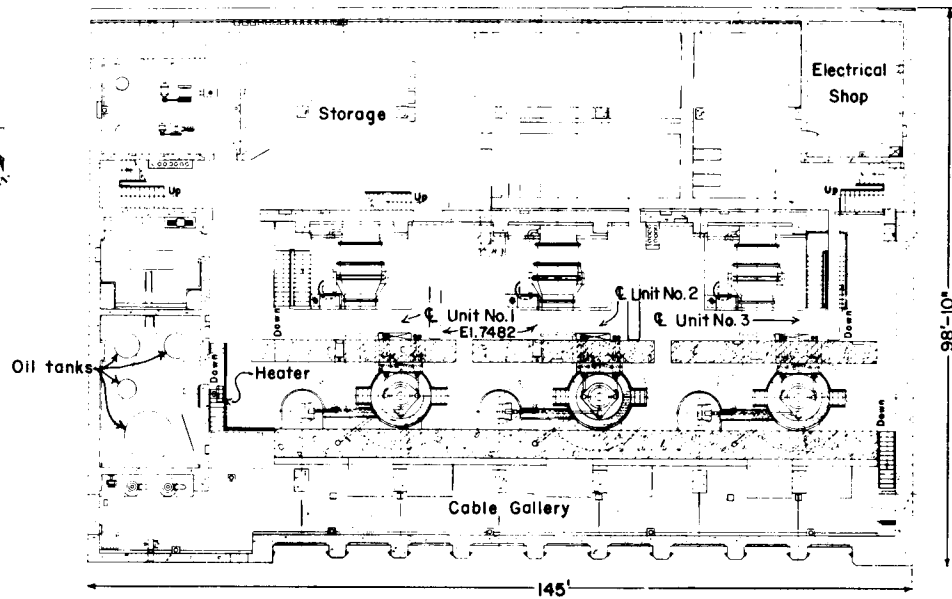 Electrical
Shop
Storage
Up
Up
Up
℄ Unit No. 2
℄ Unit No. 1
℄ Unit No. 3
El. 7482
Down
Down
98'-10"
Oil tanks
Down
Heater
Down
Cable Gallery
145'